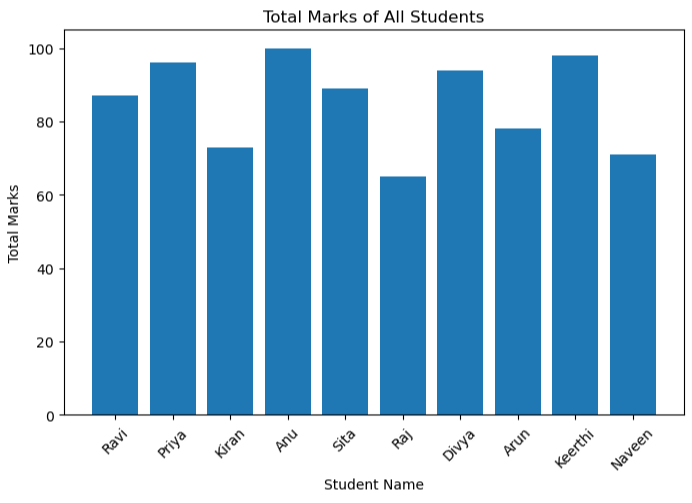 Total Marks of All Students
Total Marks
100
80
60
40
20
0
Ravi
Priya
Kiran
Anu
Sita
Raj
Divya
Arun
Keerthi
Naveen
Student Name